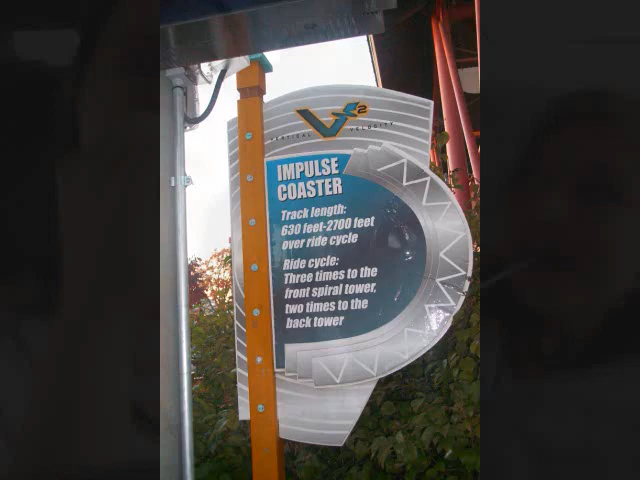 V2
VERTICAL VELOCITY
IMPULSE
COASTER
Track length:
630 feet-2700 feet
over ride cycle
Ride cycle:
Three times to the
front spiral tower,
two times to the
back tower